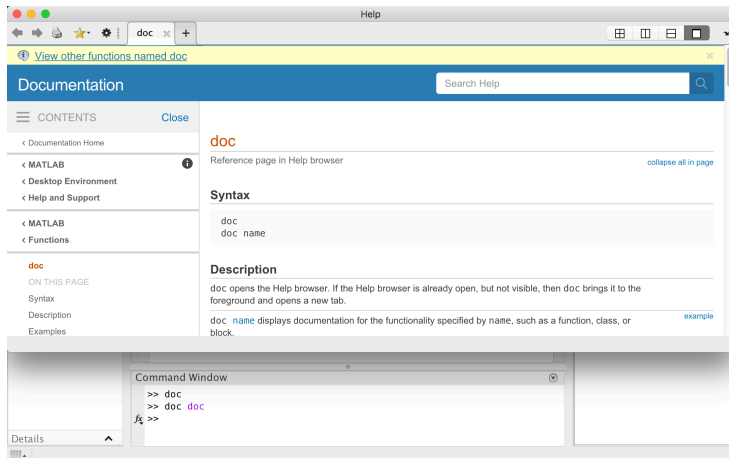 Help
doc
View other functions named doc
Documentation
Search Help
CONTENTS
Close
Documentation Home
MATLAB
Desktop Environment
Help and Support
MATLAB
Functions
doc
ON THIS PAGE
Syntax
Description
Examples
doc
Reference page in Help browser
collapse all in page
Syntax
doc
doc name
Description
doc opens the Help browser. If the Help browser is already open, but not visible, then doc brings it to the
foreground and opens a new tab.
doc name displays documentation for the functionality specified by name, such as a function, class, or
block.
example
Command Window
>> doc
>> doc doc
fx >>
Details